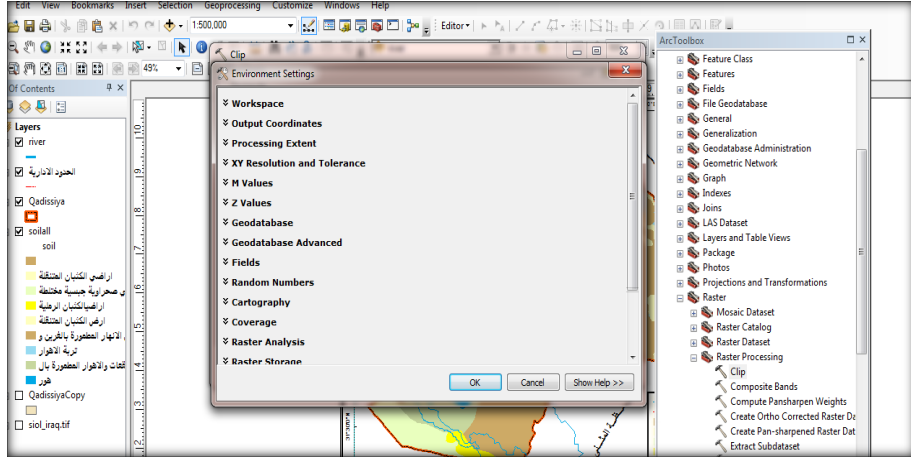 Edit View Bookmarks Insert Selection Geoprocessing Customize Windows Help
1:500,000
Editor
49%
Clip
Environment Settings
Workspace
Output Coordinates
Processing Extent
XY Resolution and Tolerance
M Values
Z Values
Geodatabase
Geodatabase Advanced
Fields
Random Numbers
Cartography
Coverage
Raster Analysis
Raster Storage
OK Cancel Show Help >>
Of Contents
Layers
river
الحدود الادارية
Qadissiya
soilall
soil
اراضي الكثبان المتنقلة
ي صحراوية جبسية مختلطة
اراضيالكثبان الرملية
ارض الكثبان المتنقلة
الانهار المطمورة بالغرين و
تربة الاهوار
قعات والاهوار المطمورة بال
هور
QadissiyaCopy
siol_iraq.tif
ArcToolbox
Feature Class
Features
Fields
File Geodatabase
General
Generalization
Geodatabase Administration
Geometric Network
Graph
Indexes
Joins
LAS Dataset
Layers and Table Views
Package
Photos
Projections and Transformations
Raster
Mosaic Dataset
Raster Catalog
Raster Dataset
Raster Processing
Clip
Composite Bands
Compute Pansharpen Weights
Create Ortho Corrected Raster Da
Create Pan-sharpened Raster Dat
Extract Subdataset